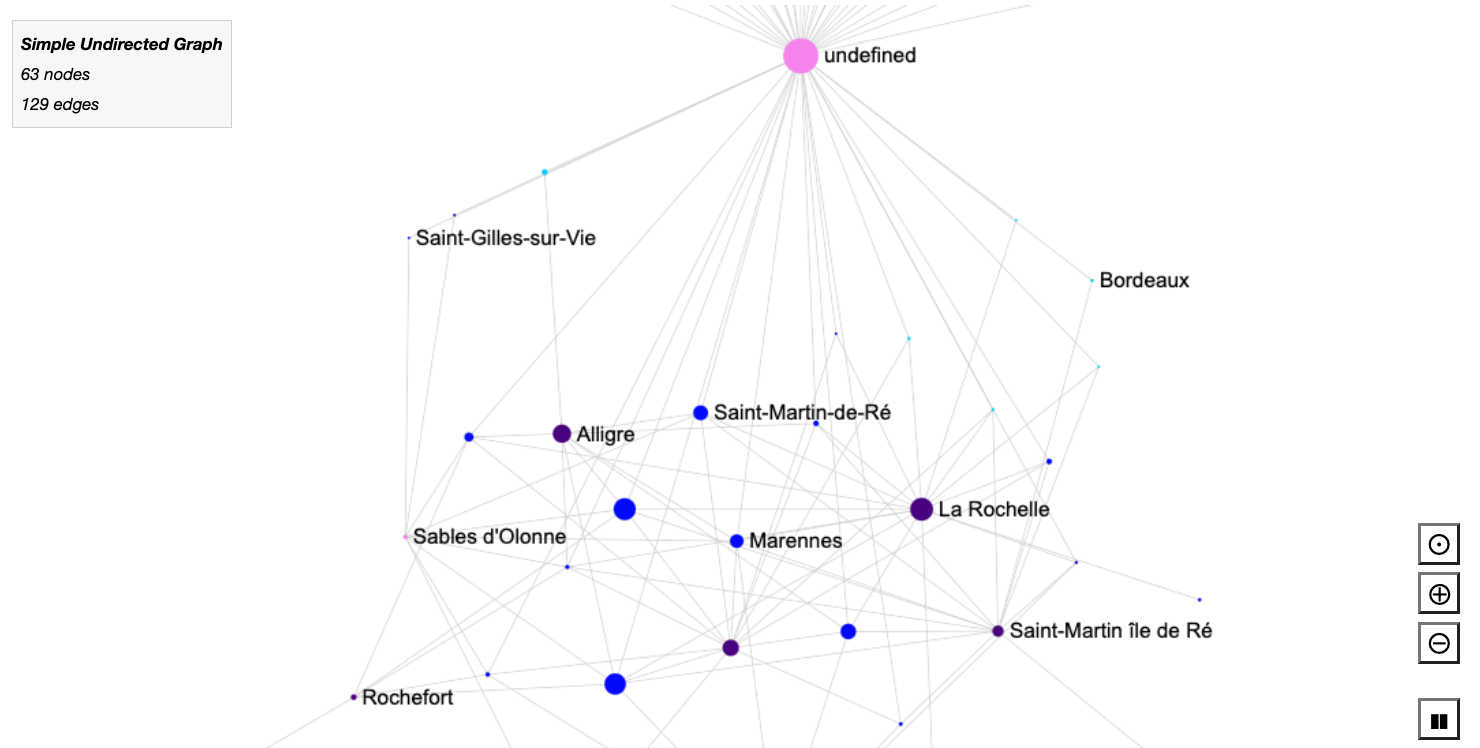 Simple Undirected Graph
63 nodes
129 edges
undefined
Saint-Gilles-sur-Vie
Bordeaux
Saint-Martin-de-Ré
Alligre
La Rochelle
Sables d'Olonne
Marennes
Saint-Martin île de Ré
Rochefort